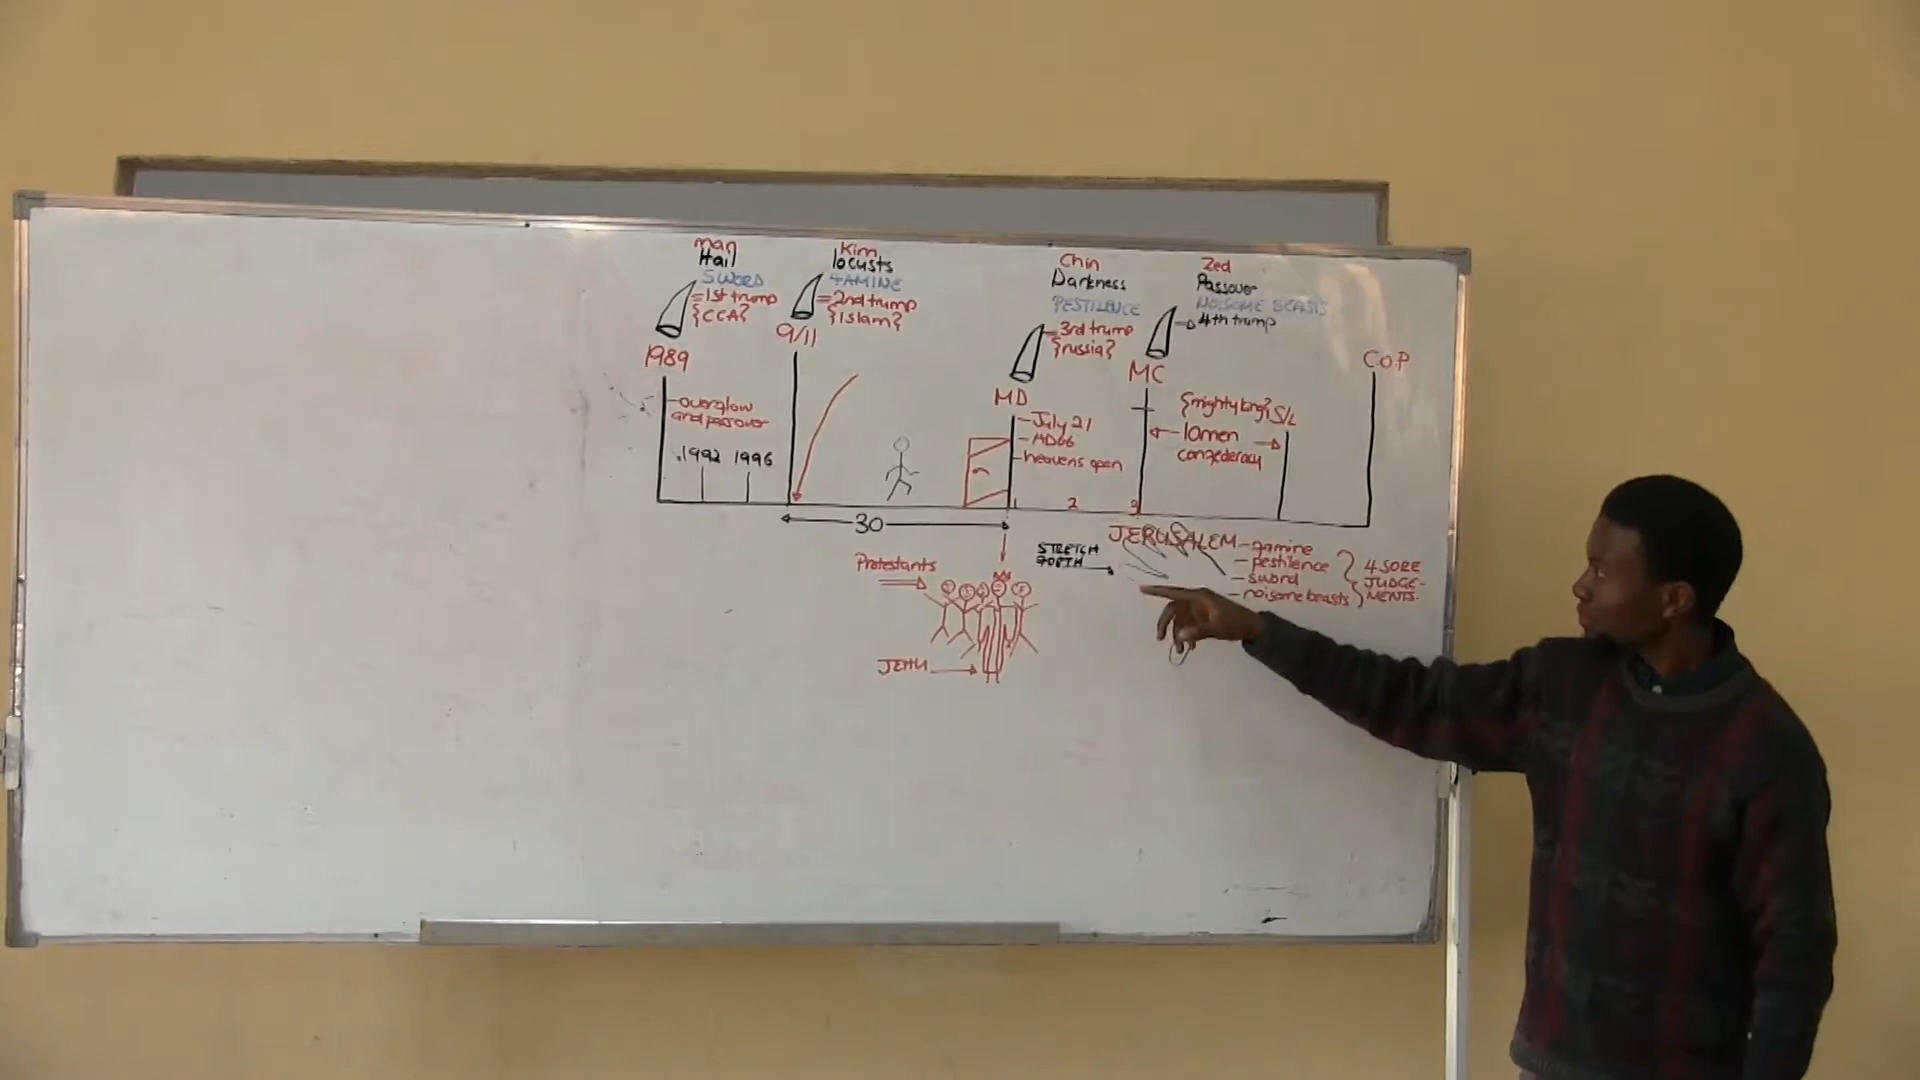 man
Hail
SWORD
=1st trump
{CCA}
1989
overflow
and passover
1992 1996
Kim
locusts
FAMINE
=2nd trump
{Islam}
9/11
30
Chin
Darkness
PESTILENCE
3rd trump
{russia}
MD
July 21
MD66
heavens open
1 2 3
Zed
Passover
NOISOME BEASTS
4th trump
MC
{mighty king} S/L
10men
confederacy
C.O.P
STRETCH
FORTH
JERUSALEM
famine
pestilence
sword
noisome beasts
4 SORE
JUDGE-
MENTS.
Protestants
JEHU